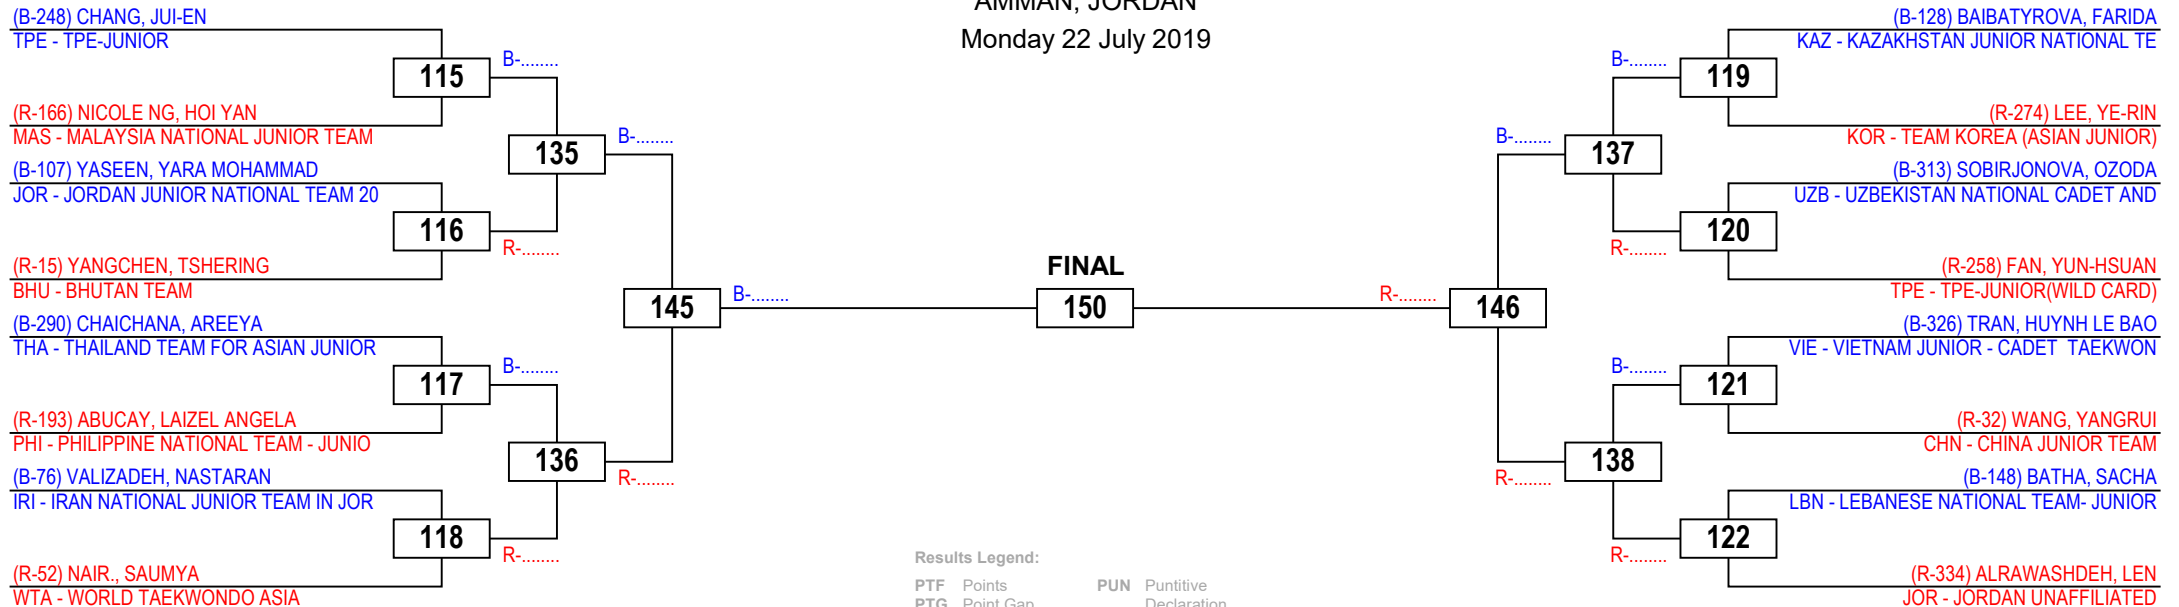 AMMAN, JORDAN
Monday 22 July 2019
(B-248) CHANG, JUI-EN
TPE - TPE-JUNIOR
115
B-........
(R-166) NICOLE NG, HOI YAN
MAS - MALAYSIA NATIONAL JUNIOR TEAM
135
B-........
(B-107) YASEEN, YARA MOHAMMAD
JOR - JORDAN JUNIOR NATIONAL TEAM 20
116
R-........
(R-15) YANGCHEN, TSHERING
BHU - BHUTAN TEAM
145
B-........
(B-290) CHAICHANA, AREEYA
THA - THAILAND TEAM FOR ASIAN JUNIOR
117
B-........
(R-193) ABUCAY, LAIZEL ANGELA
PHI - PHILIPPINE NATIONAL TEAM - JUNIO
136
R-........
(B-76) VALIZADEH, NASTARAN
IRI - IRAN NATIONAL JUNIOR TEAM IN JOR
118
R-........
(R-52) NAIR., SAUMYA
WTA - WORLD TAEKWONDO ASIA
FINAL
150
(B-128) BAIBATYROVA, FARIDA
KAZ - KAZAKHSTAN JUNIOR NATIONAL TE
B-........
119
(R-274) LEE, YE-RIN
KOR - TEAM KOREA (ASIAN JUNIOR)
B-........
137
(B-313) SOBIRJONOVA, OZODA
UZB - UZBEKISTAN NATIONAL CADET AND
R-........
120
(R-258) FAN, YUN-HSUAN
TPE - TPE-JUNIOR(WILD CARD)
R-........
146
(B-326) TRAN, HUYNH LE BAO
VIE - VIETNAM JUNIOR - CADET  TAEKWON
B-........
121
(R-32) WANG, YANGRUI
CHN - CHINA JUNIOR TEAM
R-........
138
(B-148) BATHA, SACHA
LBN - LEBANESE NATIONAL TEAM- JUNIOR
R-........
122
(R-334) ALRAWASHDEH, LEN
JOR - JORDAN UNAFFILIATED
Results Legend:
PTF Points PUN Puntitive
PTG Point Gap Declaration